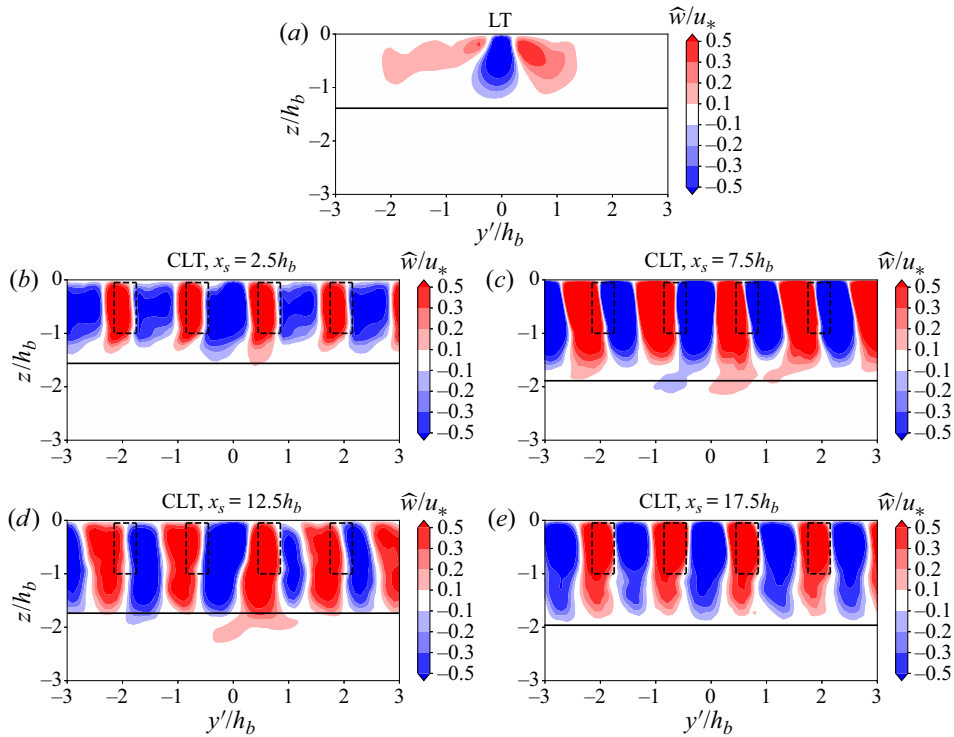 (a)
LT
ŵ/u*
0
−1
−2
−3
z/h_b
−3 −2 −1 0 1 2 3
y′/h_b
0.5
0.3
0.2
0.1
−0.1
−0.2
−0.3
−0.5
(b)
CLT, x_s = 2.5h_b
ŵ/u*
0
−1
−2
−3
z/h_b
−3 −2 −1 0 1 2 3
0.5
0.3
0.2
0.1
−0.1
−0.2
−0.3
−0.5
(c)
CLT, x_s = 7.5h_b
ŵ/u*
0
−1
−2
−3
−3 −2 −1 0 1 2 3
0.5
0.3
0.2
0.1
−0.1
−0.2
−0.3
−0.5
(d)
CLT, x_s = 12.5h_b
ŵ/u*
0
−1
−2
−3
z/h_b
−3 −2 −1 0 1 2 3
y′/h_b
0.5
0.3
0.2
0.1
−0.1
−0.2
−0.3
−0.5
(e)
CLT, x_s = 17.5h_b
ŵ/u*
0
−1
−2
−3
−3 −2 −1 0 1 2 3
y′/h_b
0.5
0.3
0.2
0.1
−0.1
−0.2
−0.3
−0.5